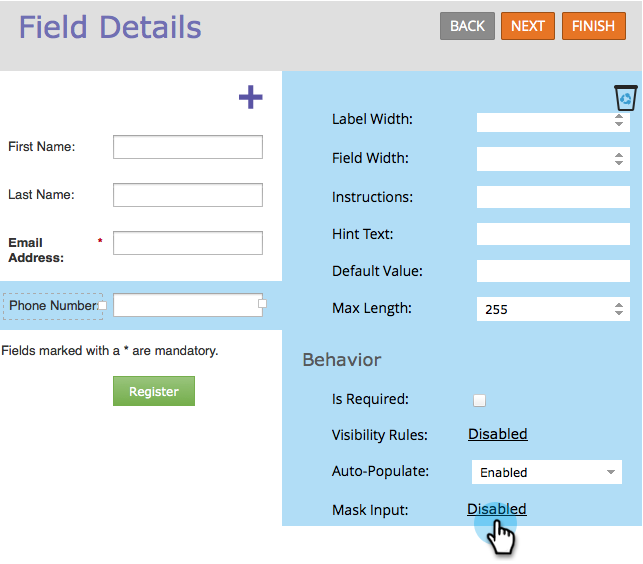 Field Details
BACK NEXT FINISH
First Name:
Last Name:
Email *
Address:
Phone Number:
Fields marked with a * are mandatory.
Register
Label Width:
Field Width:
Instructions:
Hint Text:
Default Value:
Max Length: 255
Behavior
Is Required:
Visibility Rules: Disabled
Auto-Populate: Enabled
Mask Input: Disabled